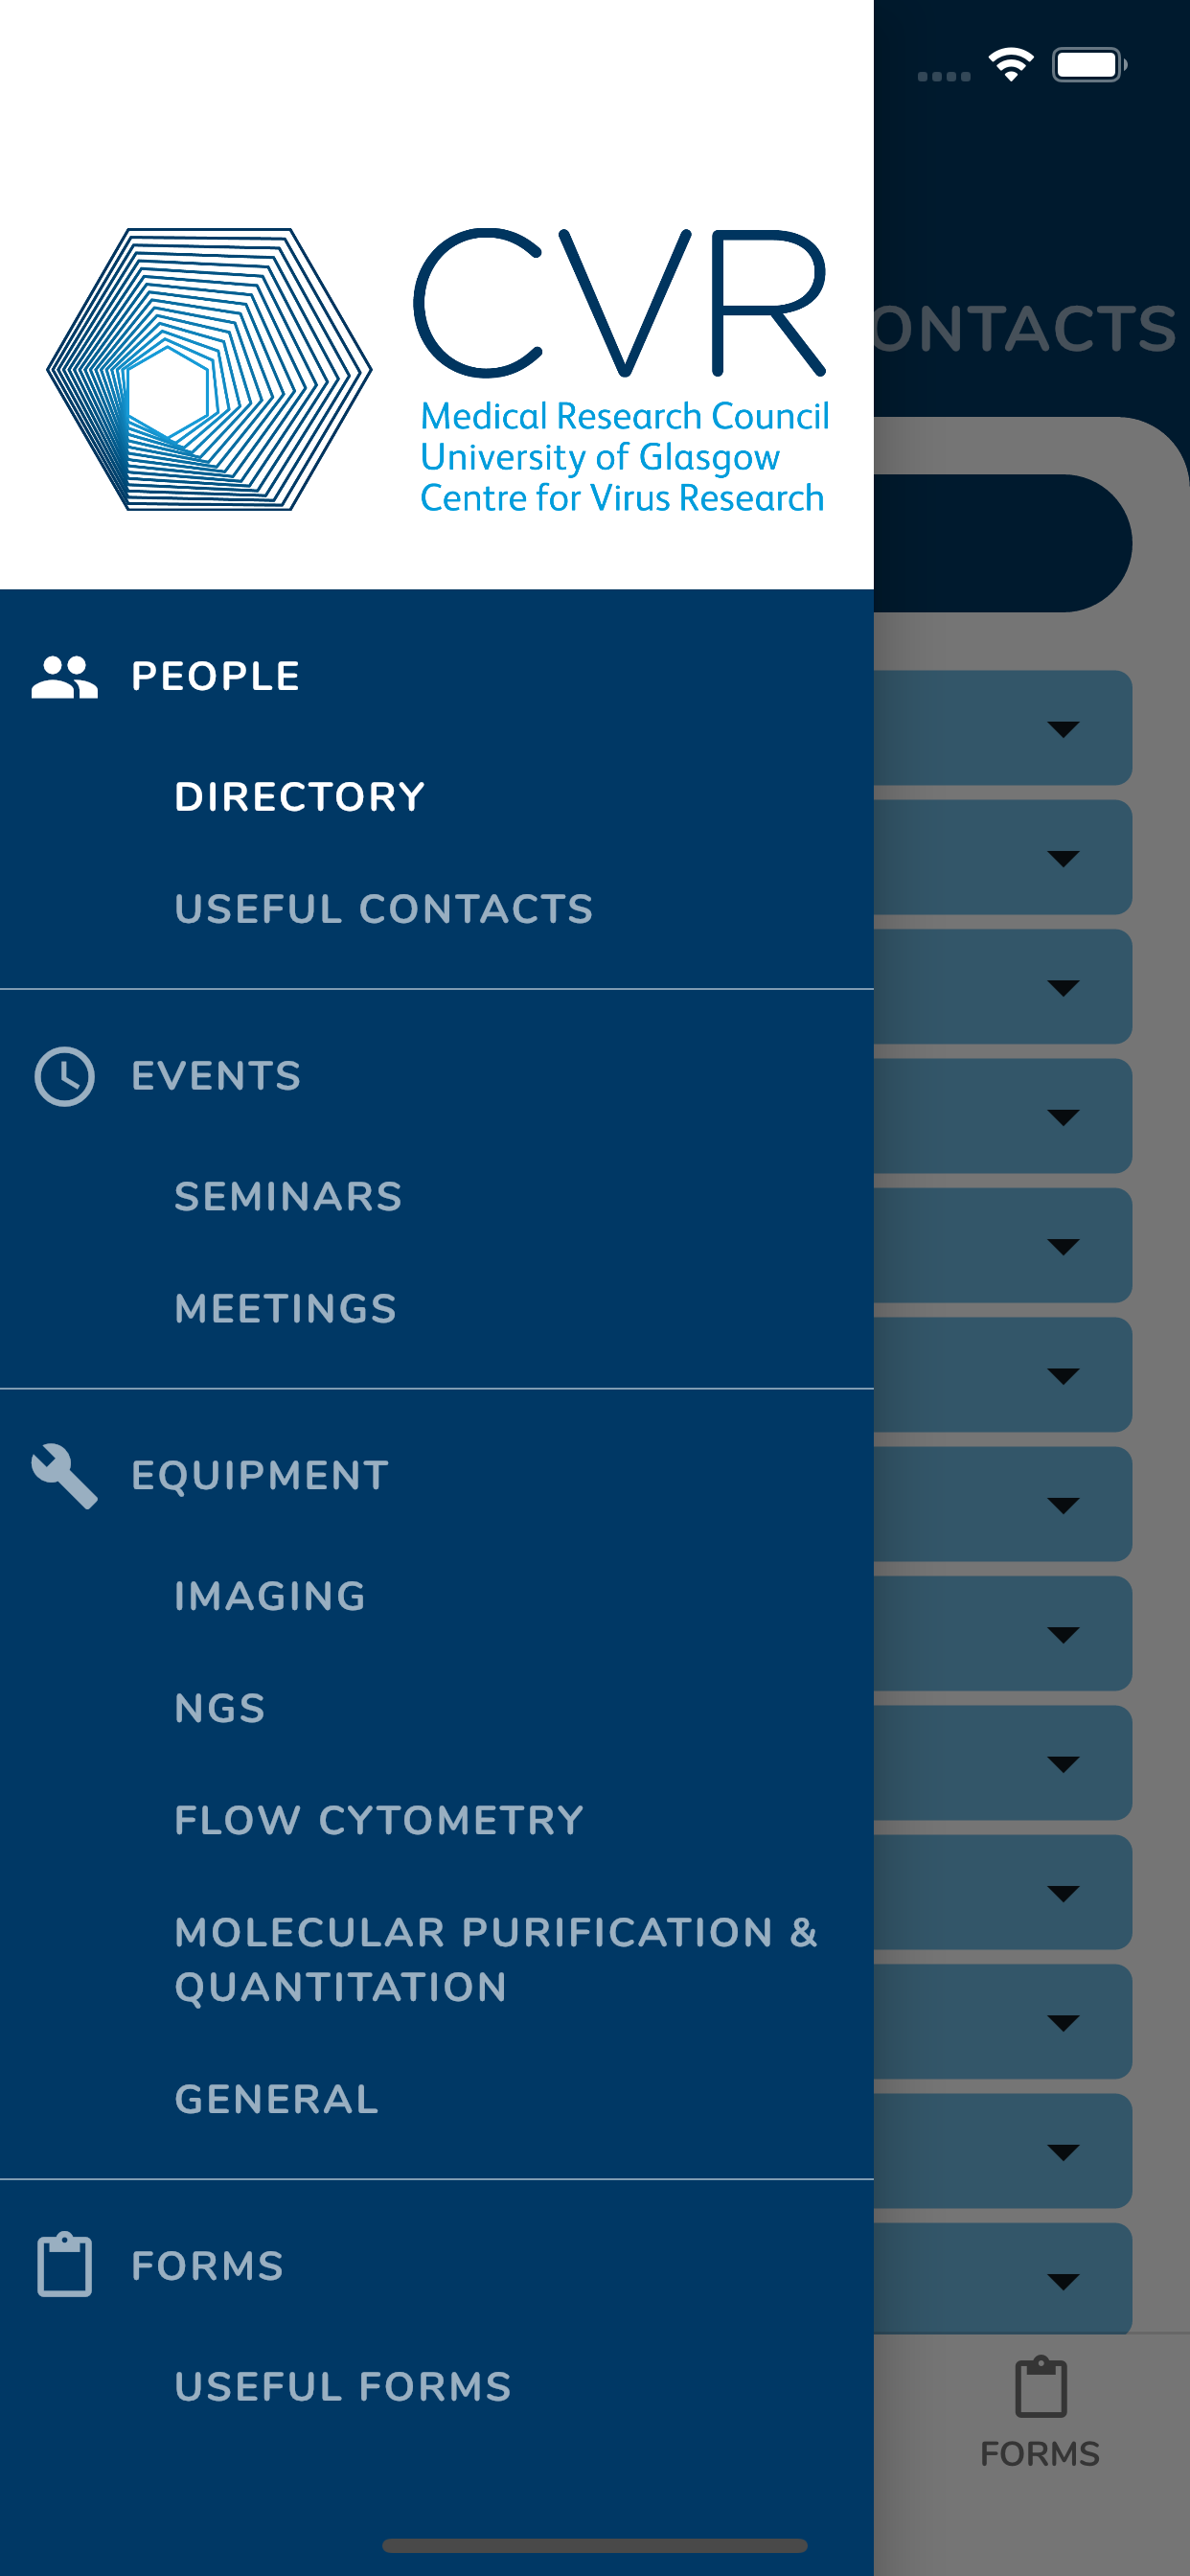 CVR
Medical Research Council
University of Glasgow
Centre for Virus Research
ONTACTS
PEOPLE
DIRECTORY
USEFUL CONTACTS
EVENTS
SEMINARS
MEETINGS
EQUIPMENT
IMAGING
NGS
FLOW CYTOMETRY
MOLECULAR PURIFICATION &
QUANTITATION
GENERAL
FORMS
USEFUL FORMS
FORMS